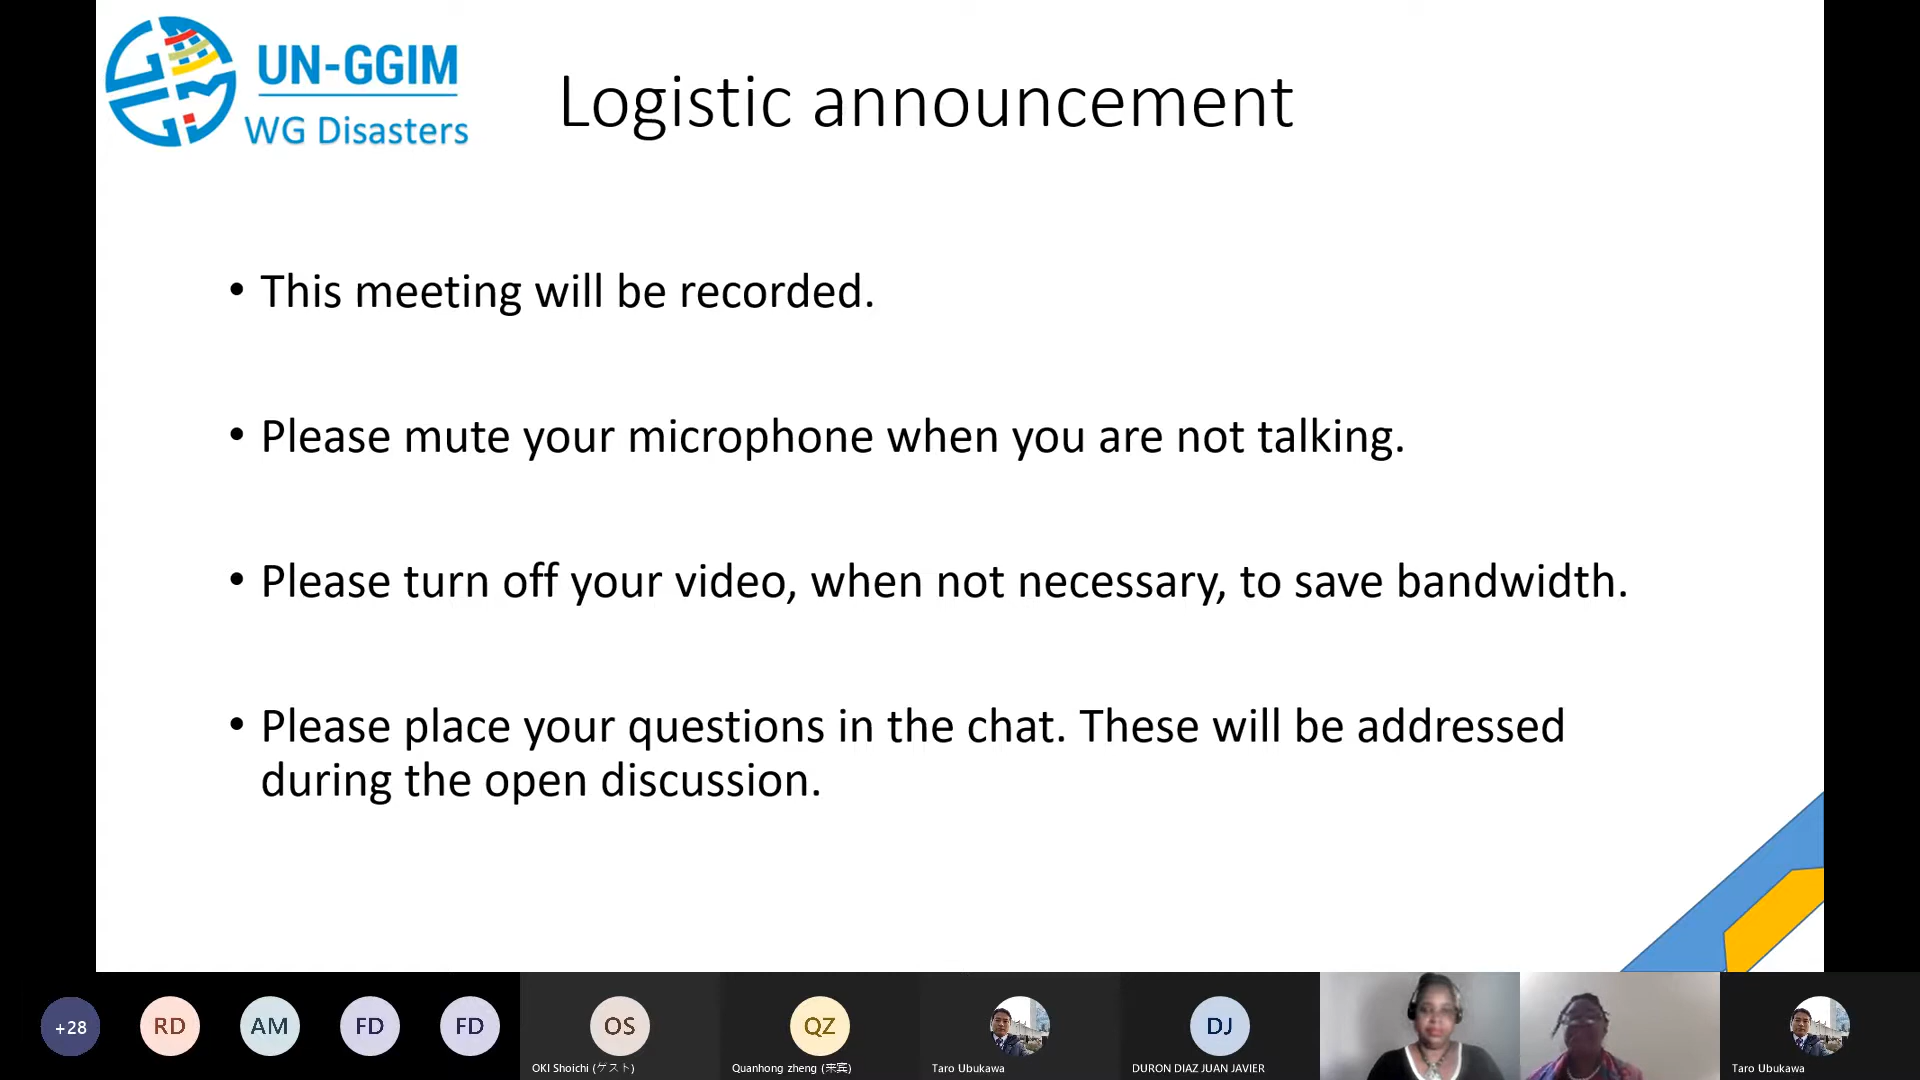 UN-GGIM
WG Disasters
Logistic announcement
• This meeting will be recorded.
• Please mute your microphone when you are not talking.
• Please turn off your video, when not necessary, to save bandwidth.
• Please place your questions in the chat. These will be addressed
during the open discussion.
+28
RD
AM
FD
FD
OS
QZ
DJ
OKI Shoichi (ゲスト)
Quanhong zheng (来宾)
Taro Ubukawa
DURON DIAZ JUAN JAVIER
Taro Ubukawa